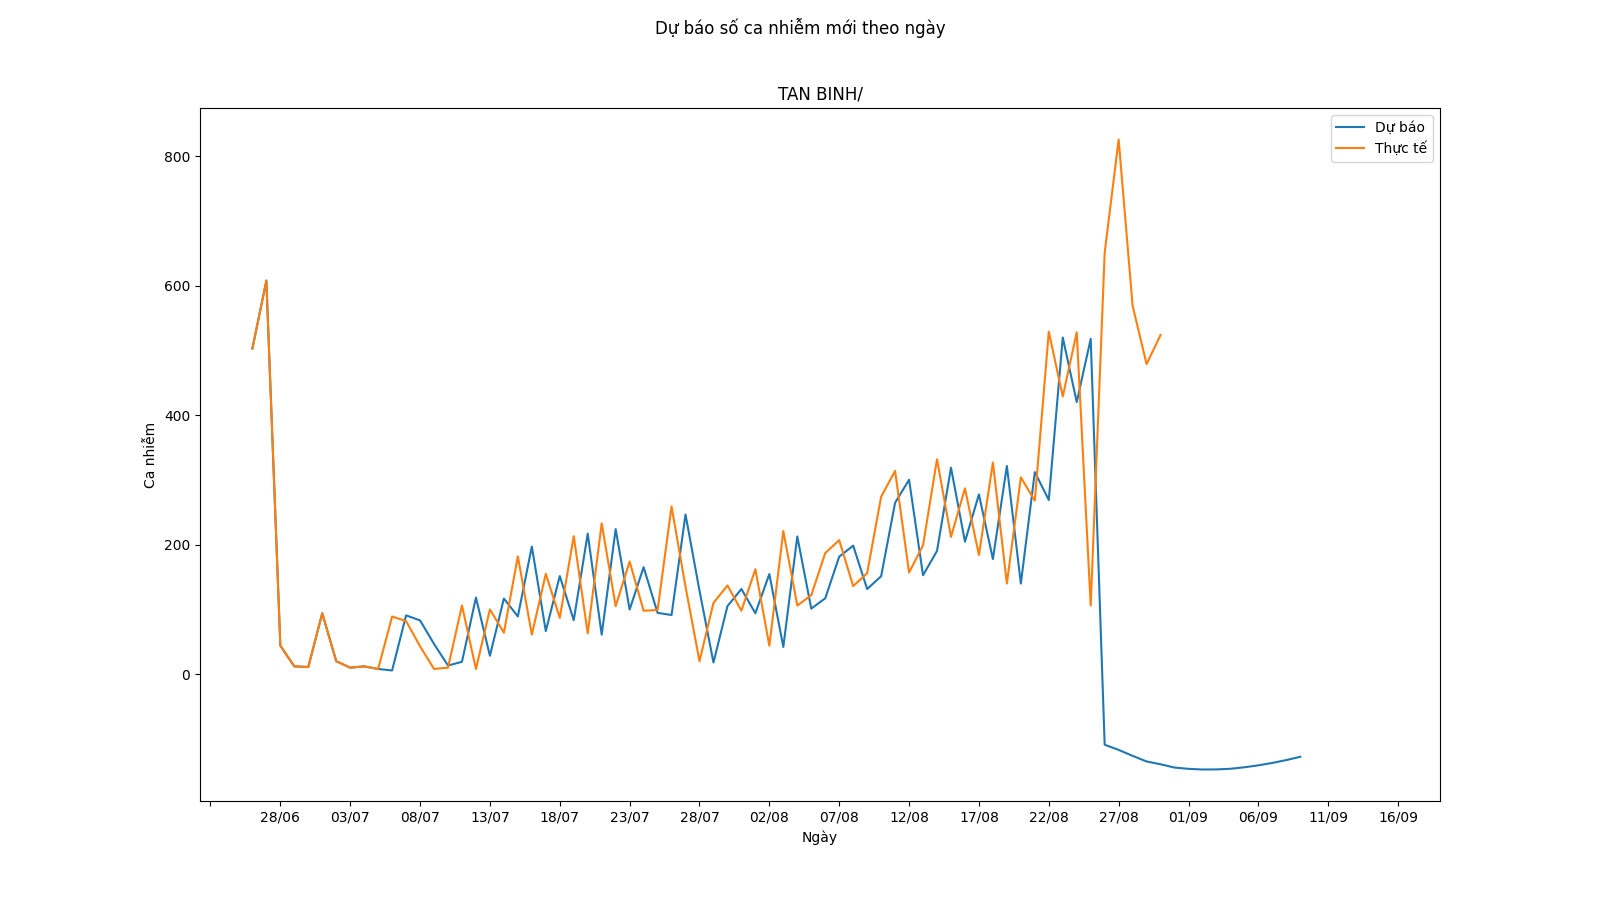 Dự báo số ca nhiễm mới theo ngày
TAN BINH/
Dự báo
Thực tế
800
600
400
200
0
Ca nhiễm
28/06 03/07 08/07 13/07 18/07 23/07 28/07 02/08 07/08 12/08 17/08 22/08 27/08 01/09 06/09 11/09 16/09
Ngày